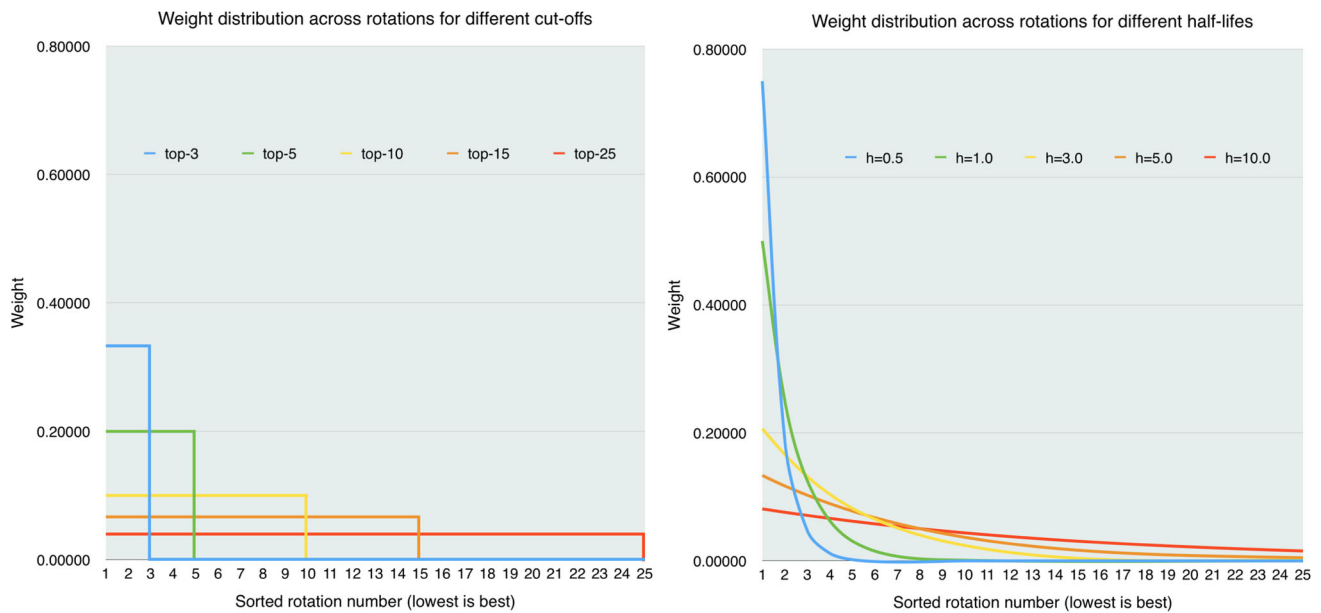 Weight distribution across rotations for different cut-offs
0.80000
0.60000
0.40000
0.20000
0.00000
Weight
top-3 top-5 top-10 top-15 top-25
1 2 3 4 5 6 7 8 9 10 11 12 13 14 15 16 17 18 19 20 21 22 23 24 25
Sorted rotation number (lowest is best)
Weight distribution across rotations for different half-lifes
0.80000
0.60000
0.40000
0.20000
0.00000
Weight
h=0.5 h=1.0 h=3.0 h=5.0 h=10.0
1 2 3 4 5 6 7 8 9 10 11 12 13 14 15 16 17 18 19 20 21 22 23 24 25
Sorted rotation number (lowest is best)